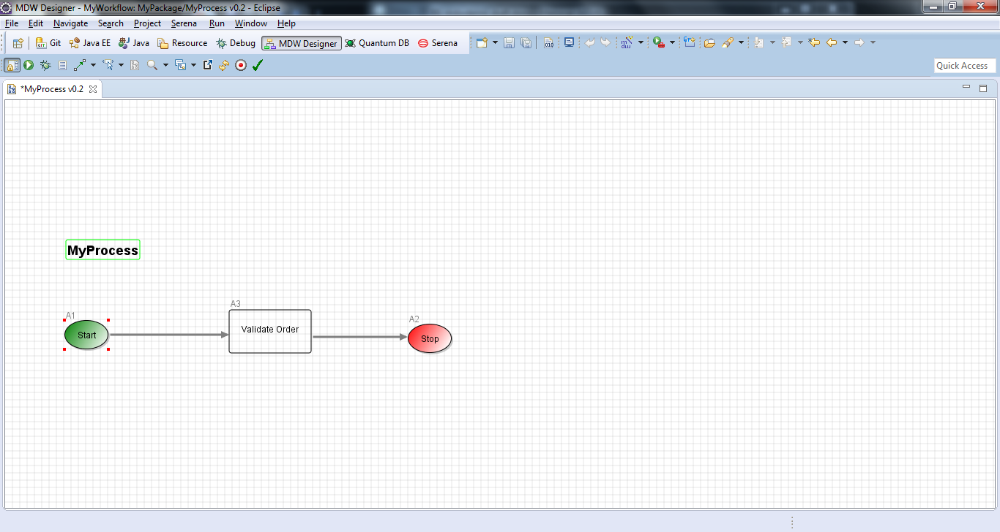 MDW Designer - MyWorkflow: MyPackage/MyProcess v0.2 - Eclipse
File Edit Navigate Search Project Serena Run Window Help
Git Java EE Java Resource Debug MDW Designer Quantum DB Serena
010
Quick Access
*MyProcess v0.2
MyProcess
A1 A3 A2
Start Validate Order Stop